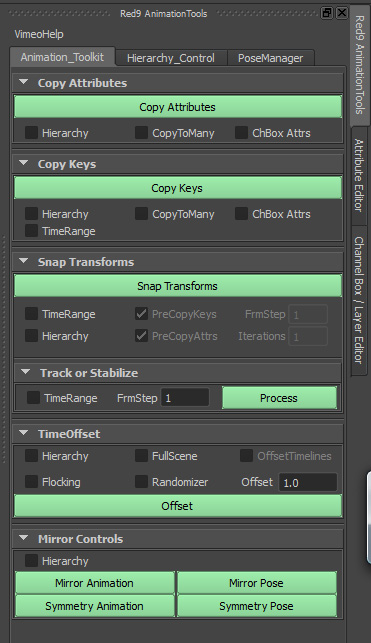 Red9 AnimationTools
VimeoHelp
Animation_Toolkit Hierarchy_Control PoseManager
Copy Attributes
Copy Attributes
Hierarchy CopyToMany ChBox Attrs
Copy Keys
Copy Keys
Hierarchy CopyToMany ChBox Attrs
TimeRange
Snap Transforms
Snap Transforms
TimeRange PreCopyKeys FrmStep 1
Hierarchy PreCopyAttrs Iterations 1
Track or Stabilize
TimeRange FrmStep 1 Process
TimeOffset
Hierarchy FullScene OffsetTimelines
Flocking Randomizer Offset 1.0
Offset
Mirror Controls
Hierarchy
Mirror Animation Mirror Pose
Symmetry Animation Symmetry Pose
Red9 AnimationTools
Attribute Editor
Channel Box / Layer Editor